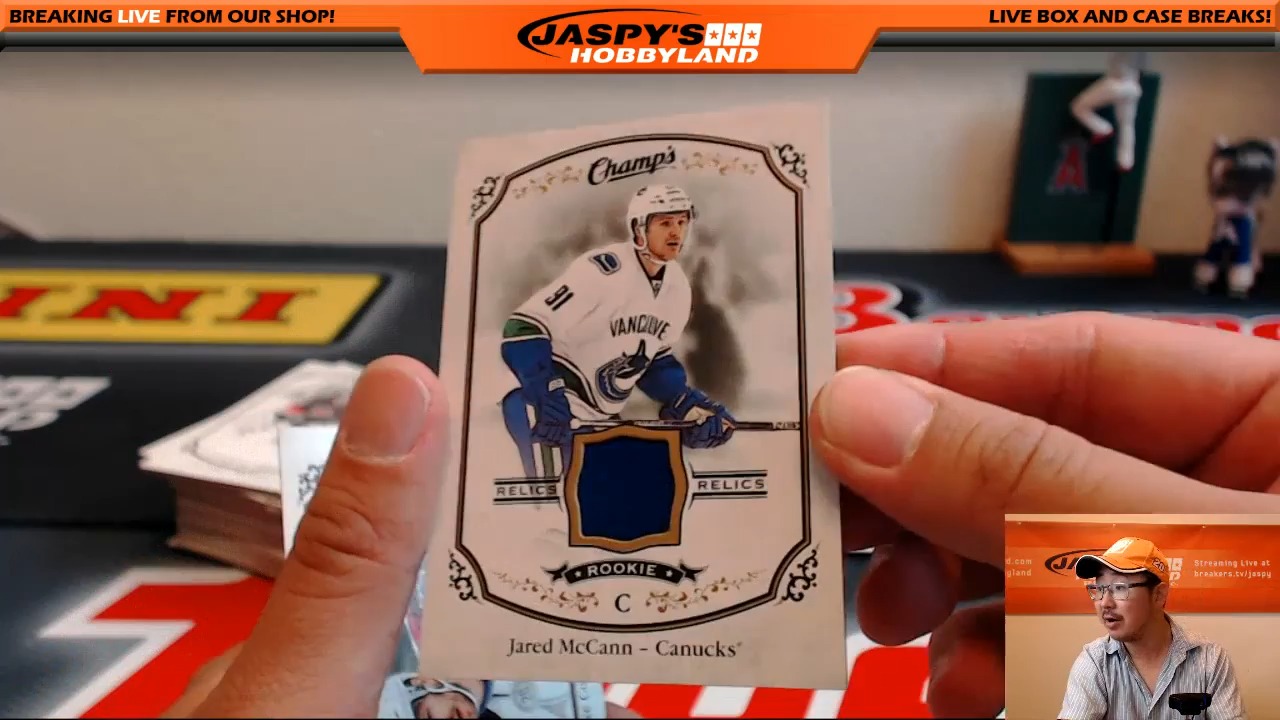 BREAKING LIVE FROM OUR SHOP!
JASPY'S
HOBBYLAND
LIVE BOX AND CASE BREAKS!
Champ's
A
INI
91
VANCOUVE
RELICS RELICS
ROOKIE
C
Jared McCann - Canucks
Streaming Live at
breakers.tv/jaspy